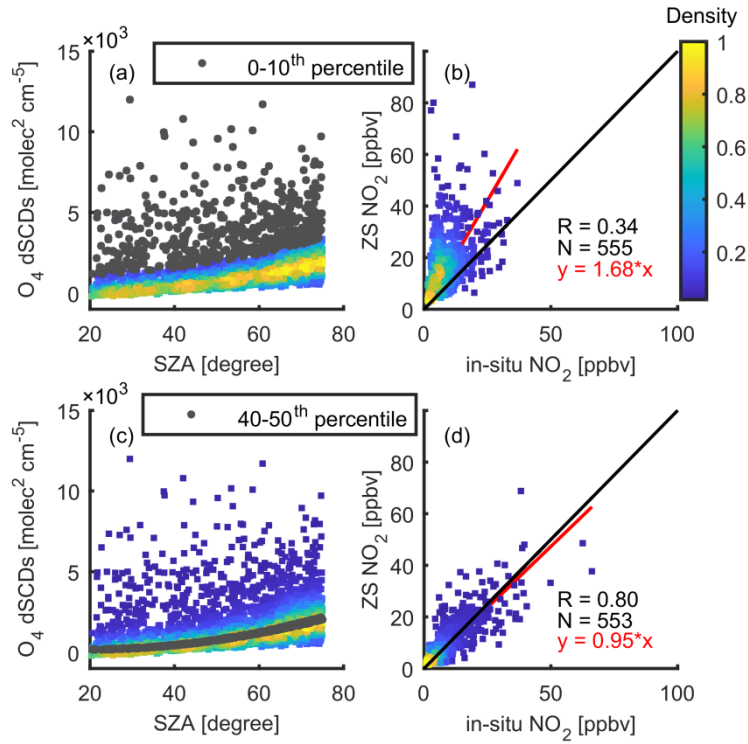 Density
×10³
(a)
0-10th percentile
(b)
15
10
5
0
O4 dSCDs [molec² cm⁻⁵]
20 40 60 80
SZA [degree]
100
80
60
40
20
0
ZS NO2 [ppbv]
R = 0.34
N = 555
y = 1.68*x
0 50 100
in-situ NO2 [ppbv]
1
0.8
0.6
0.4
0.2
×10³
(c)
40-50th percentile
(d)
15
10
5
0
O4 dSCDs [molec² cm⁻⁵]
20 40 60 80
SZA [degree]
100
80
60
40
20
0
ZS NO2 [ppbv]
R = 0.80
N = 553
y = 0.95*x
0 50 100
in-situ NO2 [ppbv]